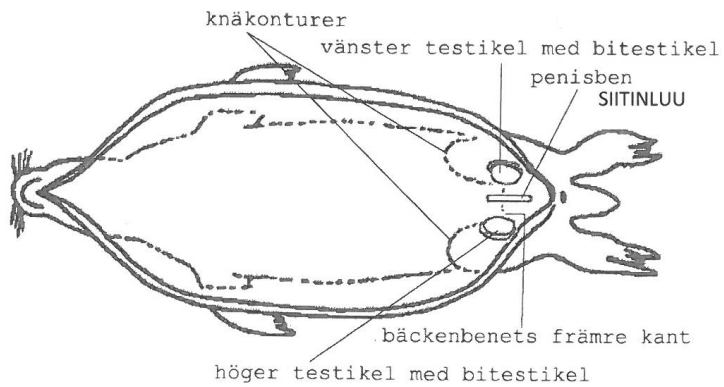 knäkonturer
vänster testikel med bitestikel
penisben
SIITINLUU
bäckenbenets främre kant
höger testikel med bitestikel